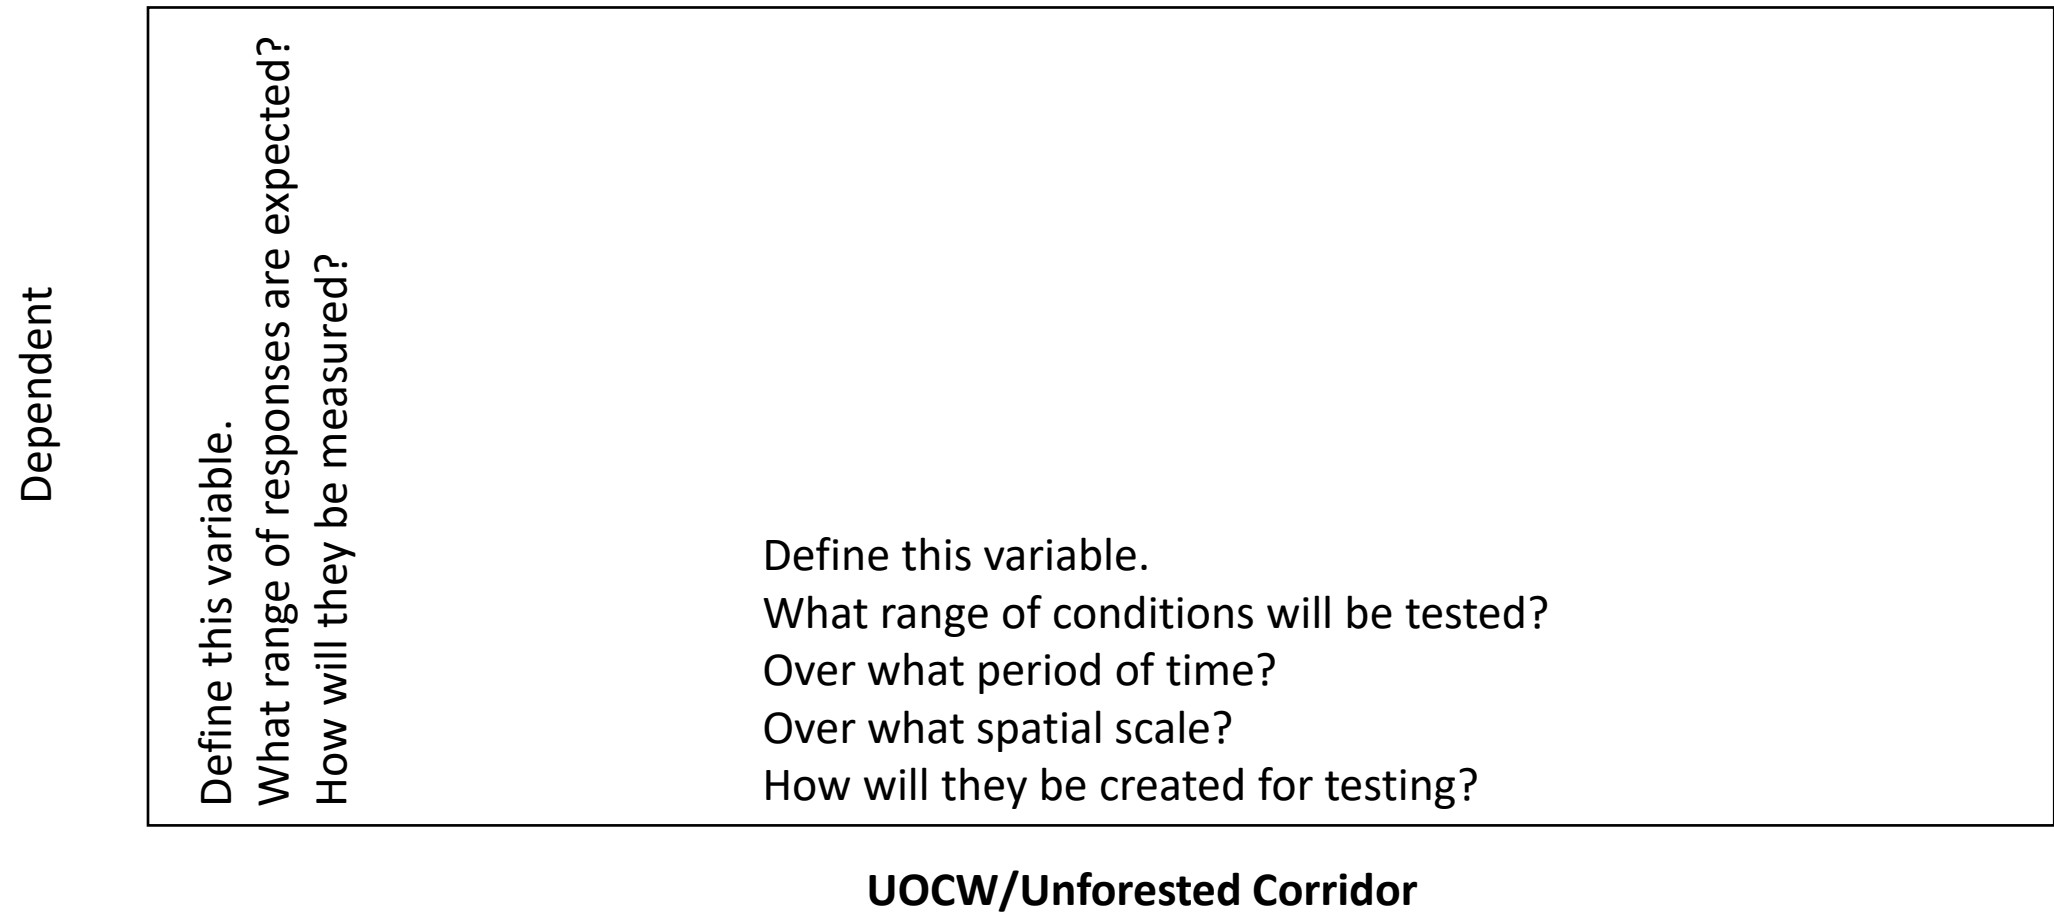 Dependent
Define this variable.
What range of responses are expected?
How will they be measured?
Define this variable.
What range of conditions will be tested?
Over what period of time?
Over what spatial scale?
How will they be created for testing?
UOCW/Unforested Corridor